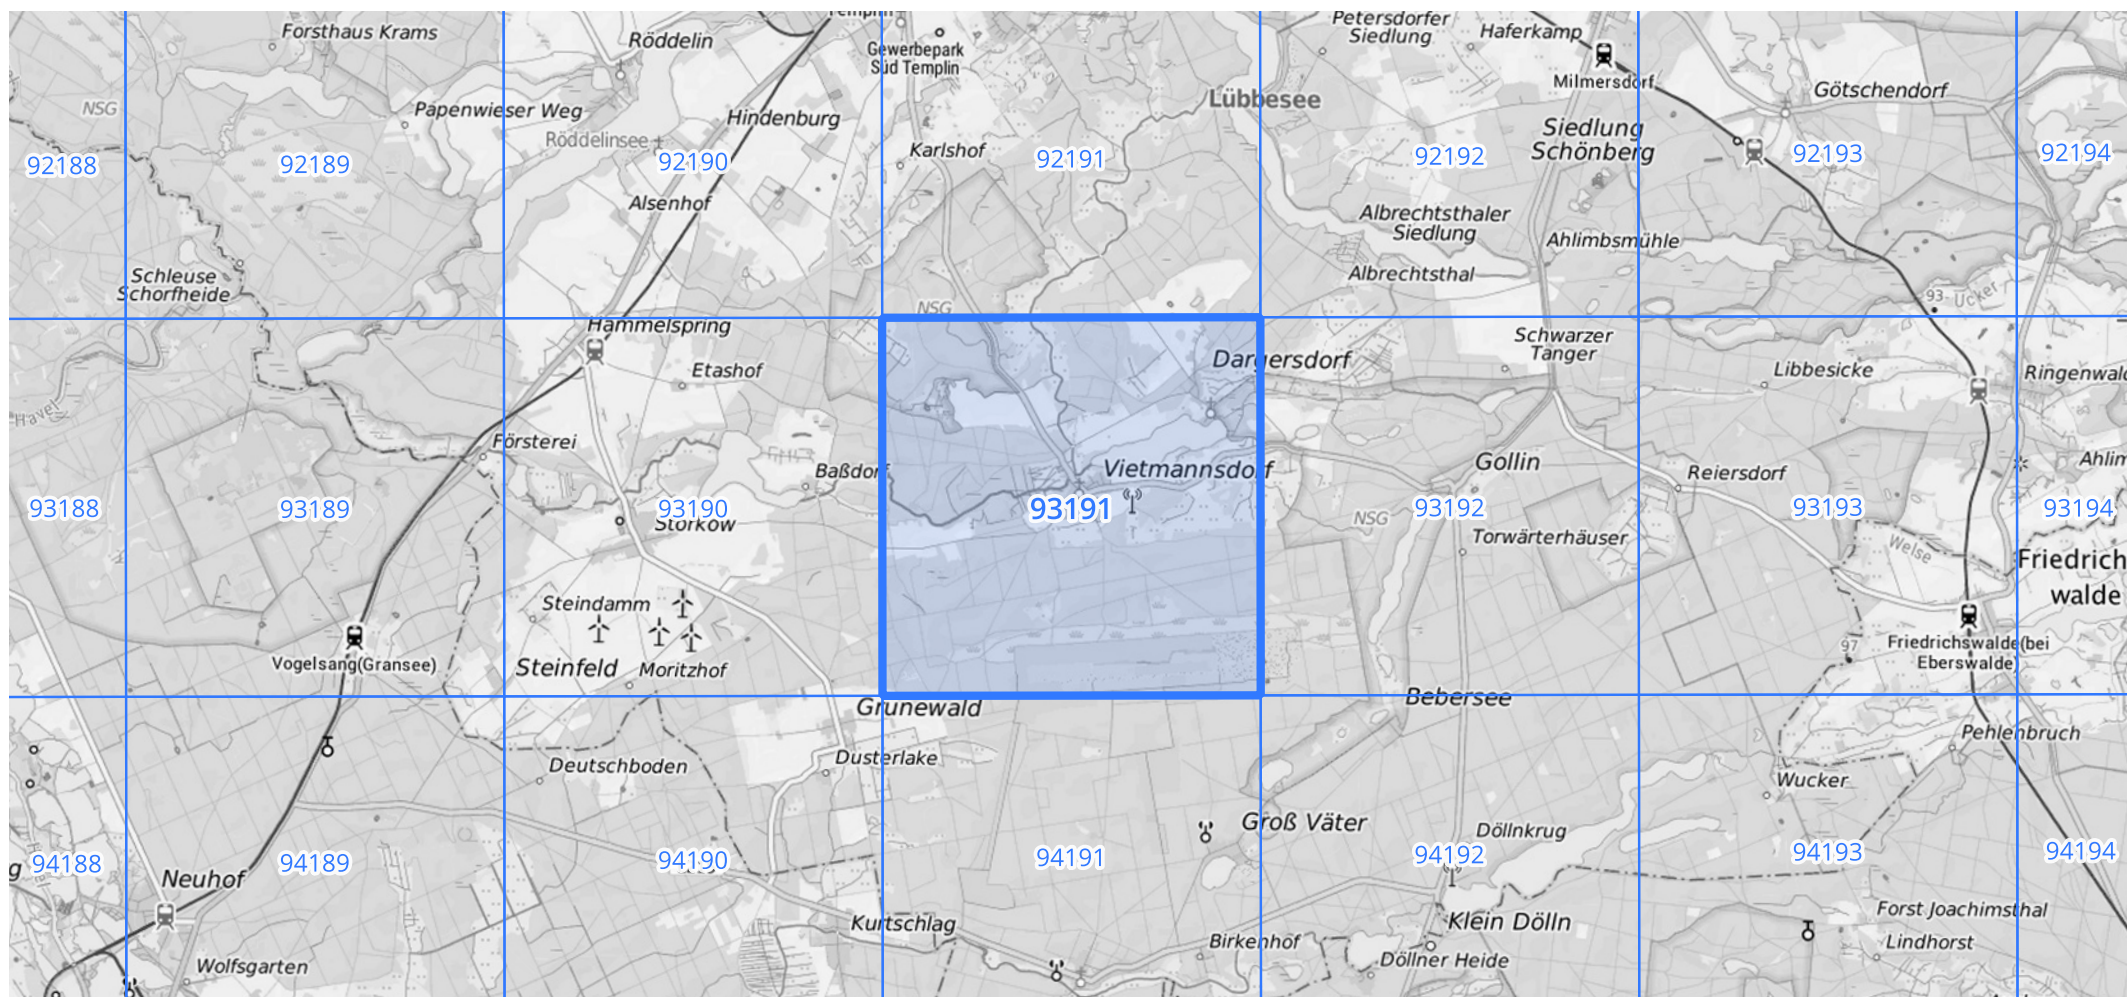 Templin
Forsthaus Krams
Röddelin
Gewerbepark
Süd Templin
Petersdorfer
Siedlung
Haferkamp
Milmersdorf
Götschendorf
NSG
Papenwieser Weg
Hindenburg
Lübbesee
Röddelinsee
Siedlung
Schönberg
Karlshof
92188
92189
92190
92191
92192
92193
92194
Alsenhof
Albrechtsthaler
Siedlung
Ahlimbsmühle
Albrechtsthal
Schleuse
Schorfheide
93
Ucker
NSG
Hammelspring
Etashof
Dargersdorf
Schwarzer
Tanger
Libbesicke
Ringenwald
Havel
Försterei
Baßdorf
Vietmannsdorf
Gollin
Reiersdorf
Ahlim
93188
93189
93190
93191
93192
93193
93194
Storkow
NSG
Torwärterhäuser
Welse
Friedrich
walde
Steindamm
Vogelsang(Gransee)
Steinfeld
Moritzhof
97
Friedrichswalde(bei
Eberswalde)
Grunewald
Bebersee
Pehlenbruch
Deutschboden
Dusterlake
Wucker
Groß Väter
Döllnkrug
94188
94189
94190
94191
94192
94193
94194
g
Neuhof
Kurtschlag
Klein Dölln
Forst Joachimsthal
Birkenhof
Lindhorst
Wolfsgarten
Döllner Heide